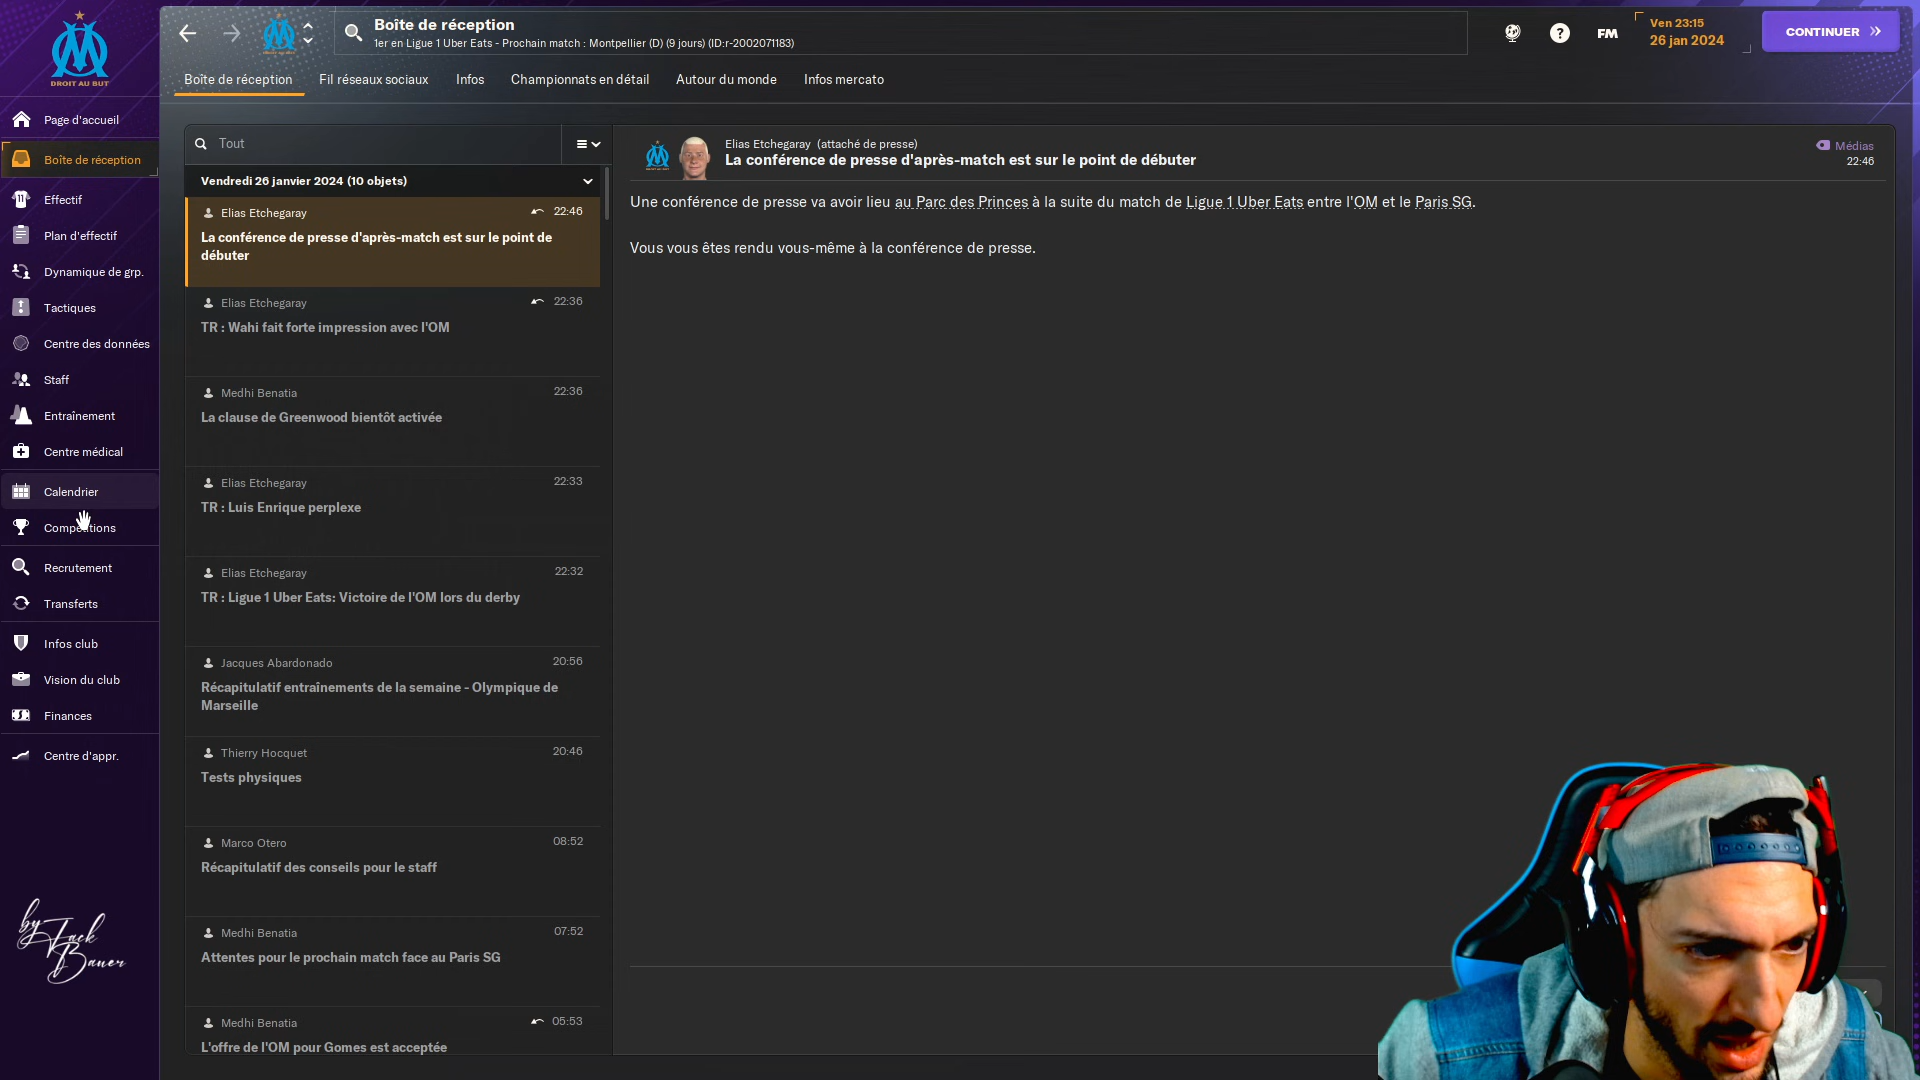 DROIT AU BUT
Boîte de réception
1er en Ligue 1 Uber Eats - Prochain match : Montpellier (D) (9 jours) (ID:r-2002071183)
FM
Ven 23:15
26 jan 2024
CONTINUER
Boîte de réception
Fil réseaux sociaux
Infos
Championnats en détail
Autour du monde
Infos mercato
Page d'accueil
Boîte de réception
Effectif
Plan d'effectif
Dynamique de grp.
Tactiques
Centre des données
Staff
Entraînement
Centre médical
Calendrier
Compétitions
Recrutement
Transferts
Infos club
Vision du club
Finances
Centre d'appr.
by Jack
Bauer
Tout
Vendredi 26 janvier 2024 (10 objets)
Elias Etchegaray 22:46
La conférence de presse d'après-match est sur le point de
débuter
Elias Etchegaray 22:36
TR : Wahi fait forte impression avec l'OM
Medhi Benatia 22:36
La clause de Greenwood bientôt activée
Elias Etchegaray 22:33
TR : Luis Enrique perplexe
Elias Etchegaray 22:32
TR : Ligue 1 Uber Eats: Victoire de l'OM lors du derby
Jacques Abardonado 20:56
Récapitulatif entraînements de la semaine - Olympique de
Marseille
Thierry Hocquet 20:46
Tests physiques
Marco Otero 08:52
Récapitulatif des conseils pour le staff
Medhi Benatia 07:52
Attentes pour le prochain match face au Paris SG
Medhi Benatia 05:53
L'offre de l'OM pour Gomes est acceptée
Elias Etchegaray (attaché de presse)
La conférence de presse d'après-match est sur le point de débuter
Médias
22:46
Une conférence de presse va avoir lieu au Parc des Princes à la suite du match de Ligue 1 Uber Eats entre l'OM et le Paris SG.
Vous vous êtes rendu vous-même à la conférence de presse.